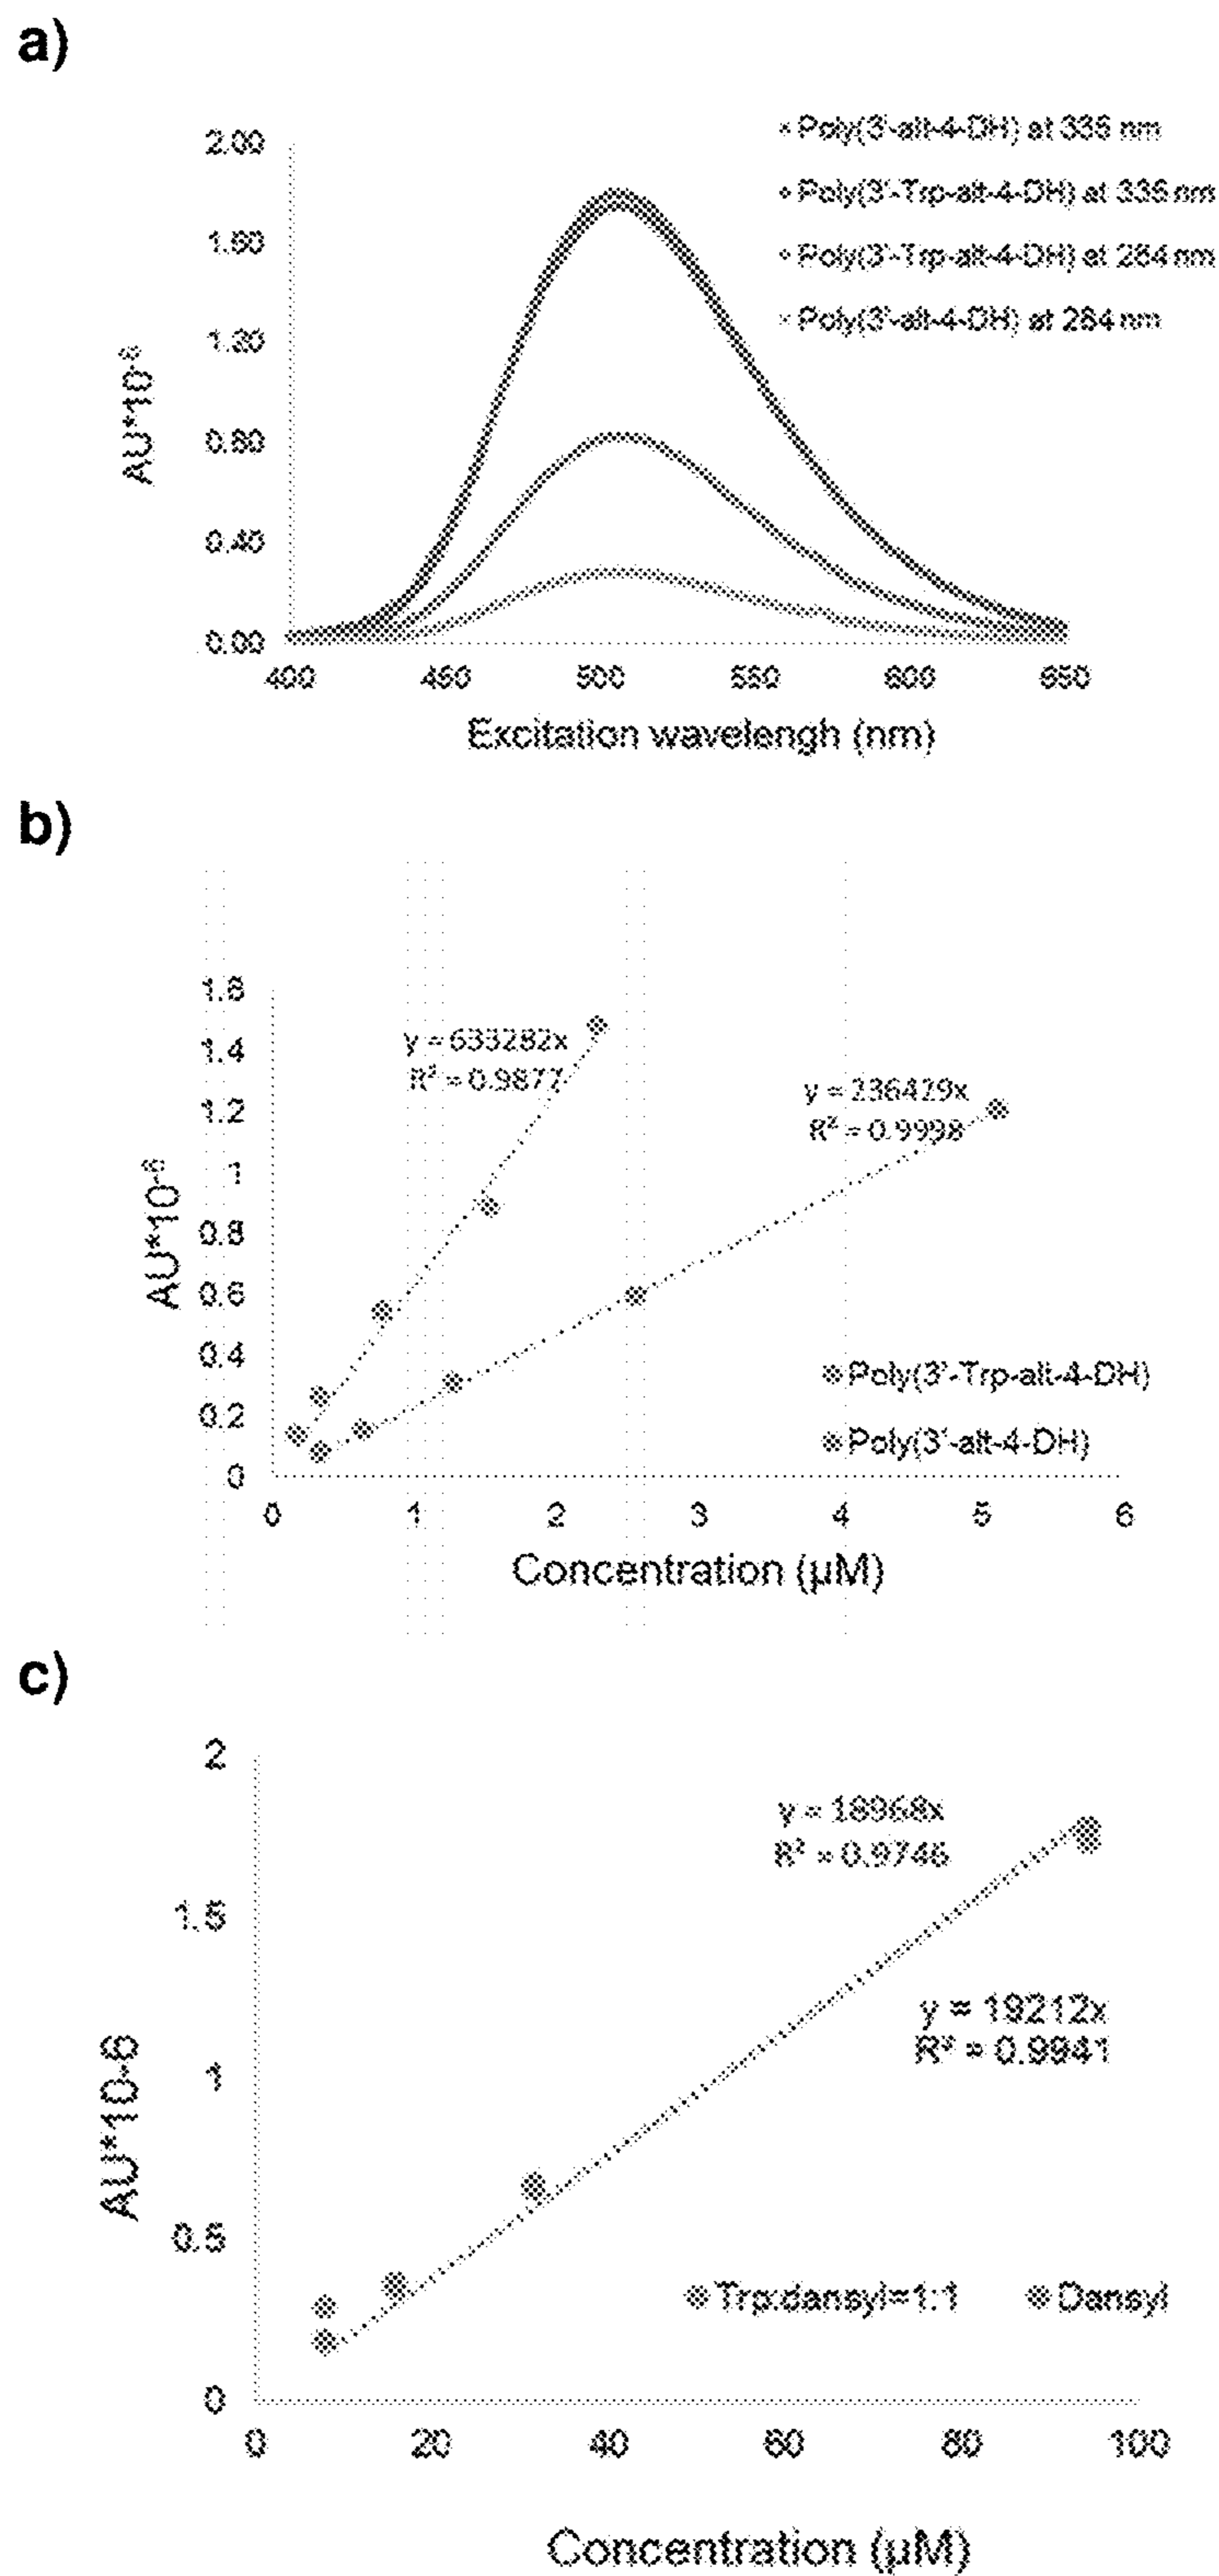 a)
2.00
1.60
1.20
0.80
0.40
0.00
AU*10⁻⁶
400 450 500 550 600 650
Excitation wavelengh (nm)
Poly(3'-alt-4-DH) at 335 nm
Poly(3'-Trp-alt-4-DH) at 335 nm
Poly(3'-Trp-alt-4-DH) at 284 nm
Poly(3'-alt-4-DH) at 284 nm
b)
1.6
1.4
1.2
1
0.8
0.6
0.4
0.2
0
AU*10⁻⁶
y = 633282x
R² = 0.9877
y = 236429x
R² = 0.9998
Poly(3'-Trp-alt-4-DH)
Poly(3'-alt-4-DH)
0 1 2 3 4 5 6
Concentration (µM)
c)
2
1.5
1
0.5
0
AU*10-6
y = 18968x
R² = 0.9746
y = 19212x
R² = 0.9941
Trp:dansyl=1:1 Dansyl
0 20 40 60 80 100
Concentration (µM)